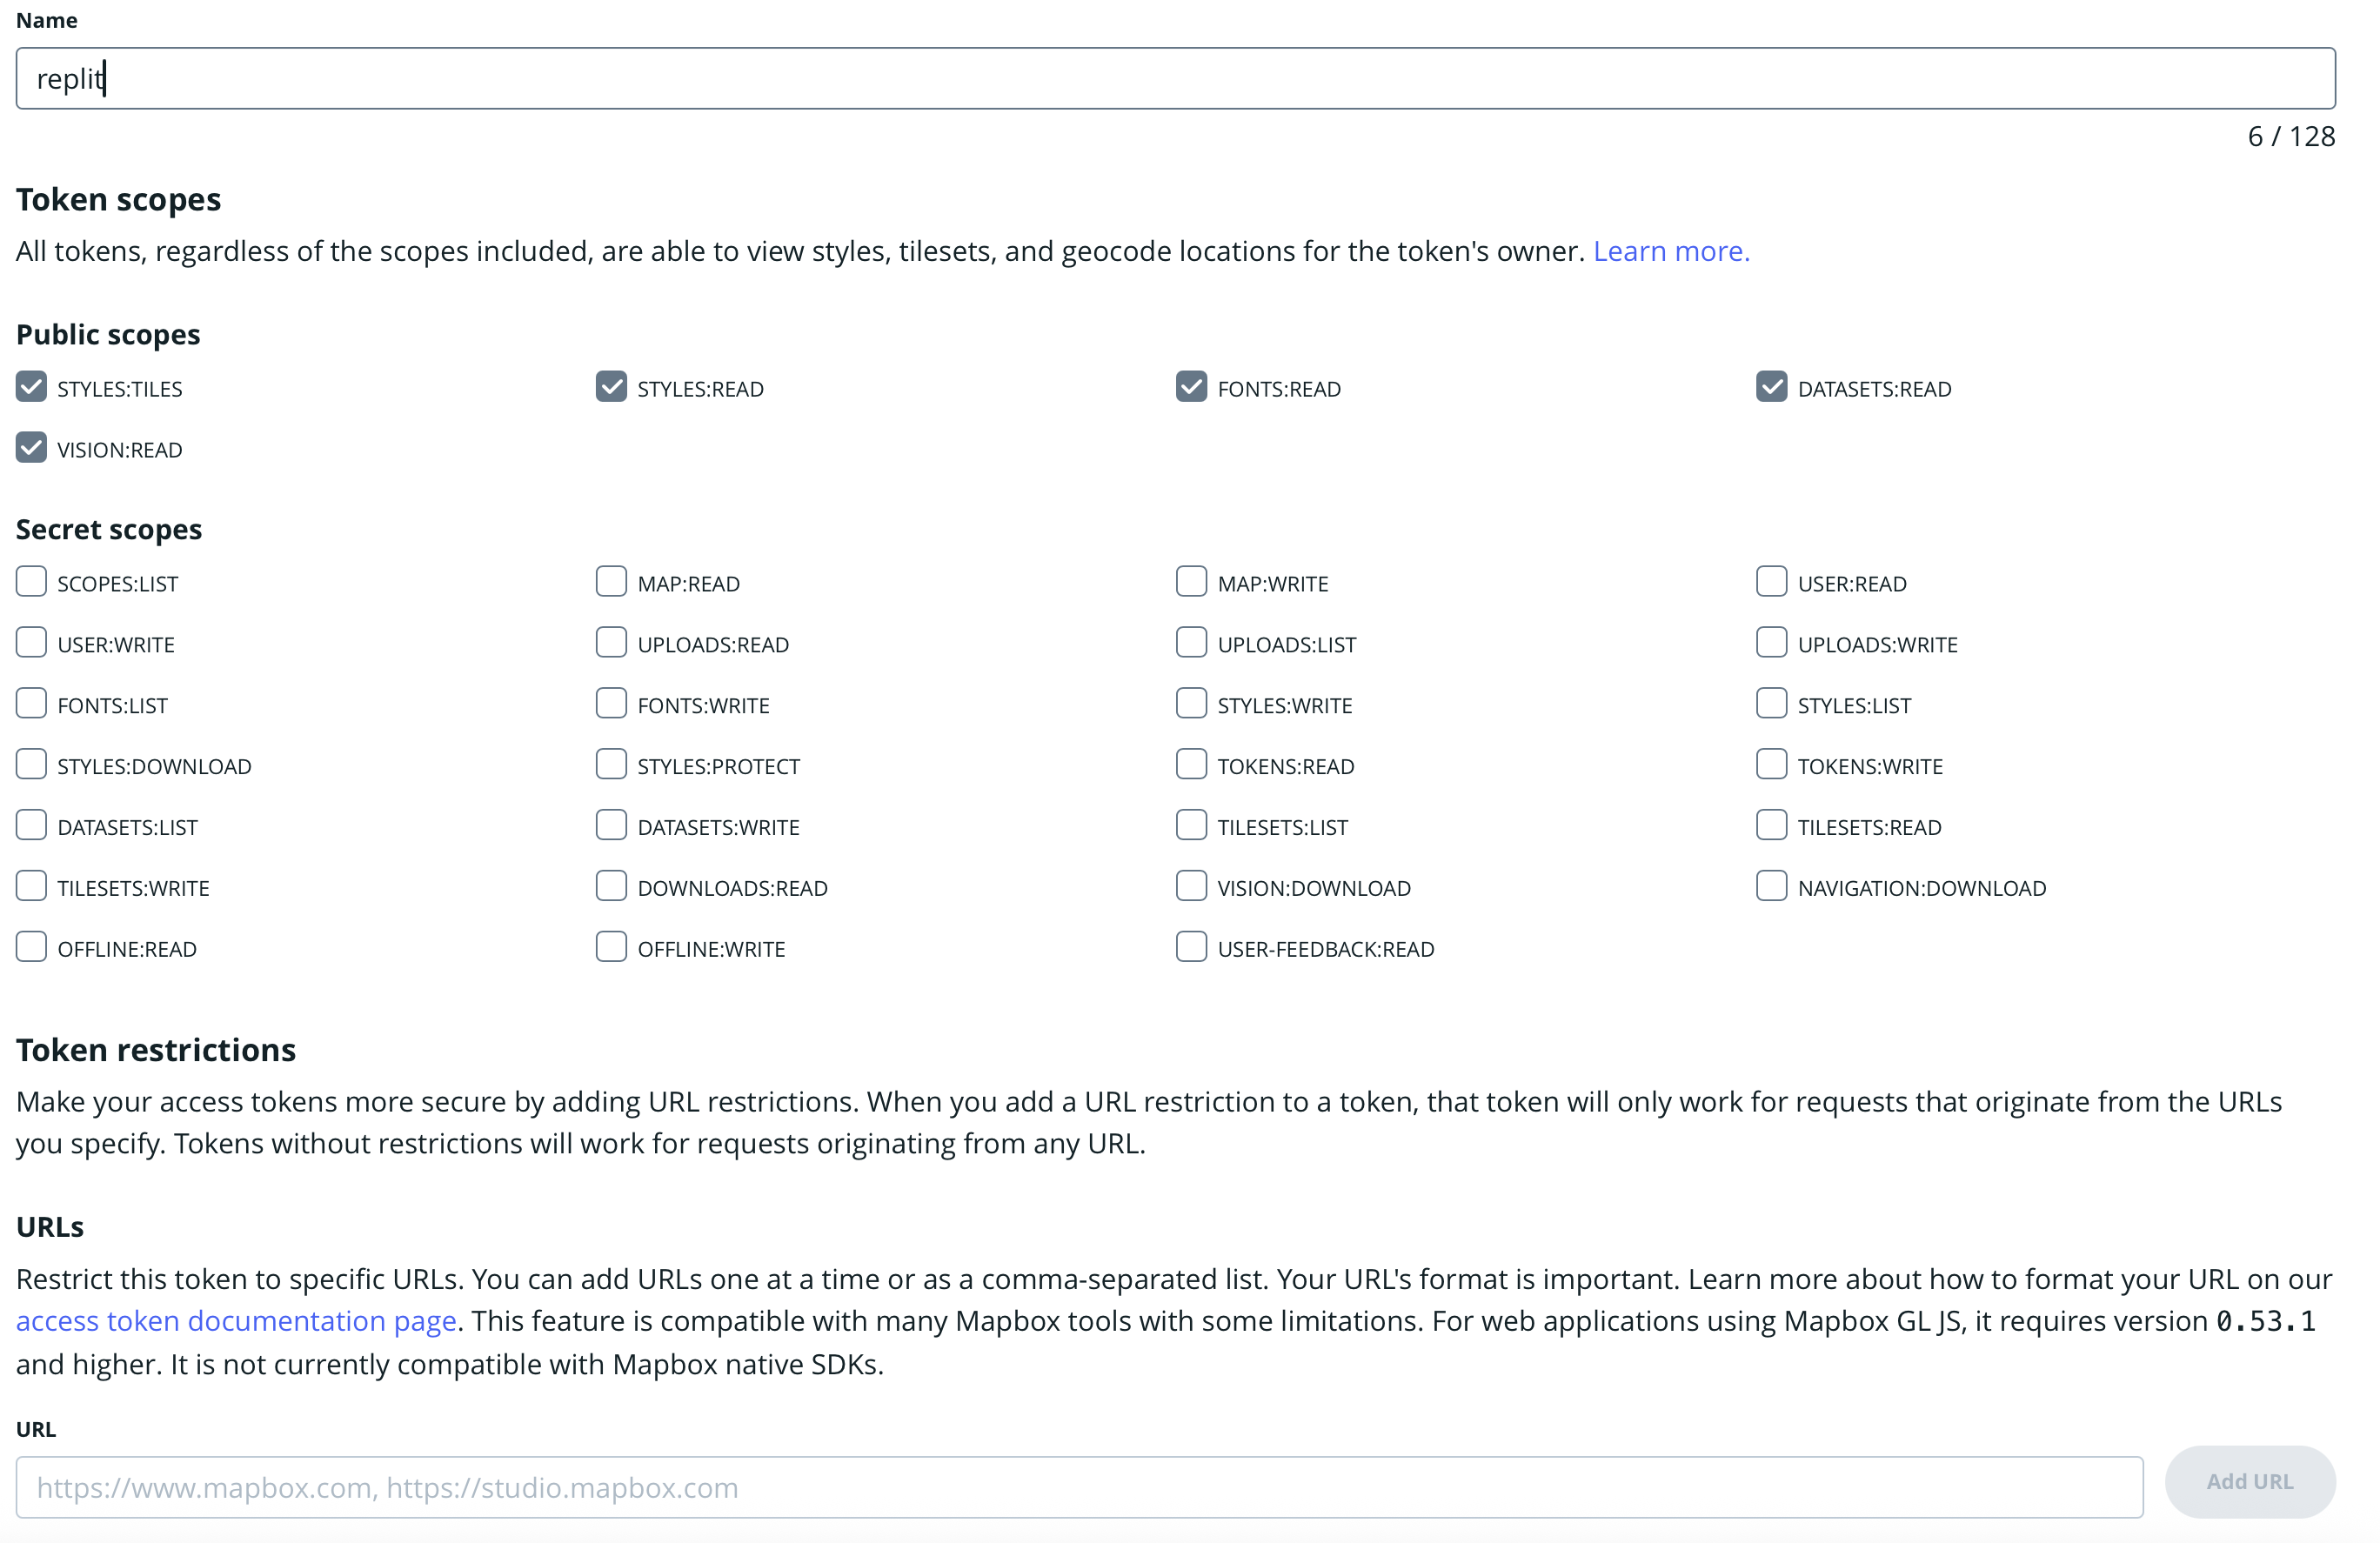 Name
replit
6 / 128
Token scopes
All tokens, regardless of the scopes included, are able to view styles, tilesets, and geocode locations for the token's owner. Learn more.
Public scopes
STYLES:TILES STYLES:READ FONTS:READ DATASETS:READ
VISION:READ
Secret scopes
SCOPES:LIST MAP:READ MAP:WRITE USER:READ
USER:WRITE UPLOADS:READ UPLOADS:LIST UPLOADS:WRITE
FONTS:LIST FONTS:WRITE STYLES:WRITE STYLES:LIST
STYLES:DOWNLOAD STYLES:PROTECT TOKENS:READ TOKENS:WRITE
DATASETS:LIST DATASETS:WRITE TILESETS:LIST TILESETS:READ
TILESETS:WRITE DOWNLOADS:READ VISION:DOWNLOAD NAVIGATION:DOWNLOAD
OFFLINE:READ OFFLINE:WRITE USER-FEEDBACK:READ
Token restrictions
Make your access tokens more secure by adding URL restrictions. When you add a URL restriction to a token, that token will only work for requests that originate from the URLs
you specify. Tokens without restrictions will work for requests originating from any URL.
URLs
Restrict this token to specific URLs. You can add URLs one at a time or as a comma-separated list. Your URL's format is important. Learn more about how to format your URL on our
access token documentation page. This feature is compatible with many Mapbox tools with some limitations. For web applications using Mapbox GL JS, it requires version 0.53.1
and higher. It is not currently compatible with Mapbox native SDKs.
URL
https://www.mapbox.com, https://studio.mapbox.com
Add URL